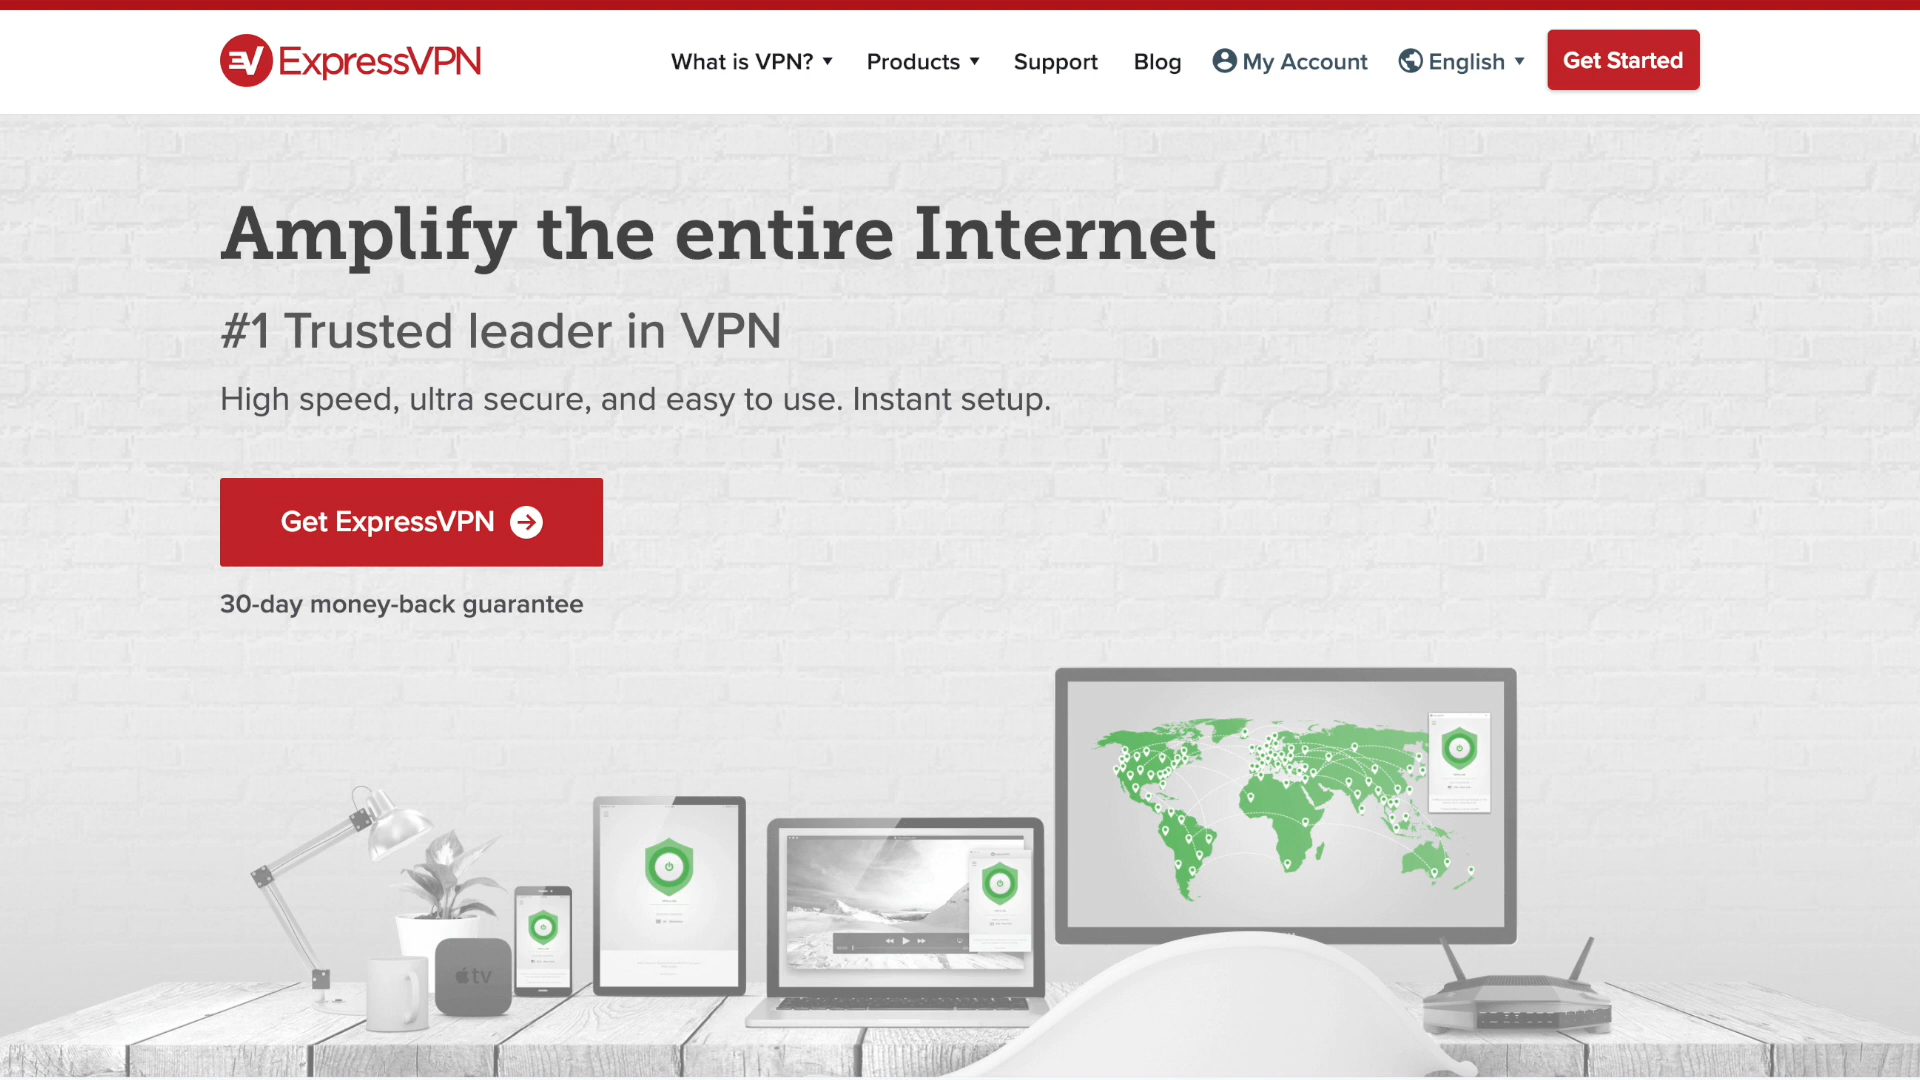 ExpressVPN
What is VPN? Products Support Blog My Account English Get Started
Amplify the entire Internet
#1 Trusted leader in VPN
High speed, ultra secure, and easy to use. Instant setup.
Get ExpressVPN
30-day money-back guarantee
tv